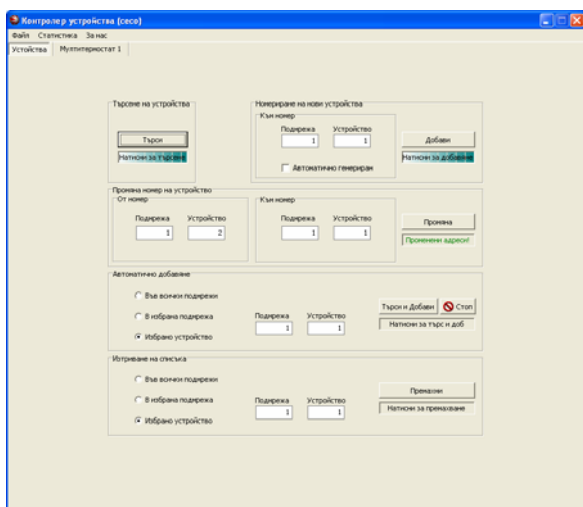 Контролер устройства (сесо)
Файл Статистика За нас
Устойства Мултитермостат 1
Търсене на устройства
Търси
Натисни за търсене
Номериране на нови устройства
Към номер
Подмрежа Устройство
1 1
Автоматично генериран
Добави
Натисни за добавяне
Промяна номер на устройство
От номер
Подмрежа Устройство
1 2
Към номер
Подмрежа Устройство
1 1
Промяна
Променени адреси!
Автоматично добавяне
Във всички подмрежи
В избрана подмрежа
Избрано устройство
Подмрежа Устройство
1 1
Търси и Добави Стоп
Натисни за търс и доб
Изтриване на списъка
Във всички подмрежи
В избрана подмрежа
Избрано устройство
Подмрежа Устройство
1 1
Премахни
Натисни за премахване